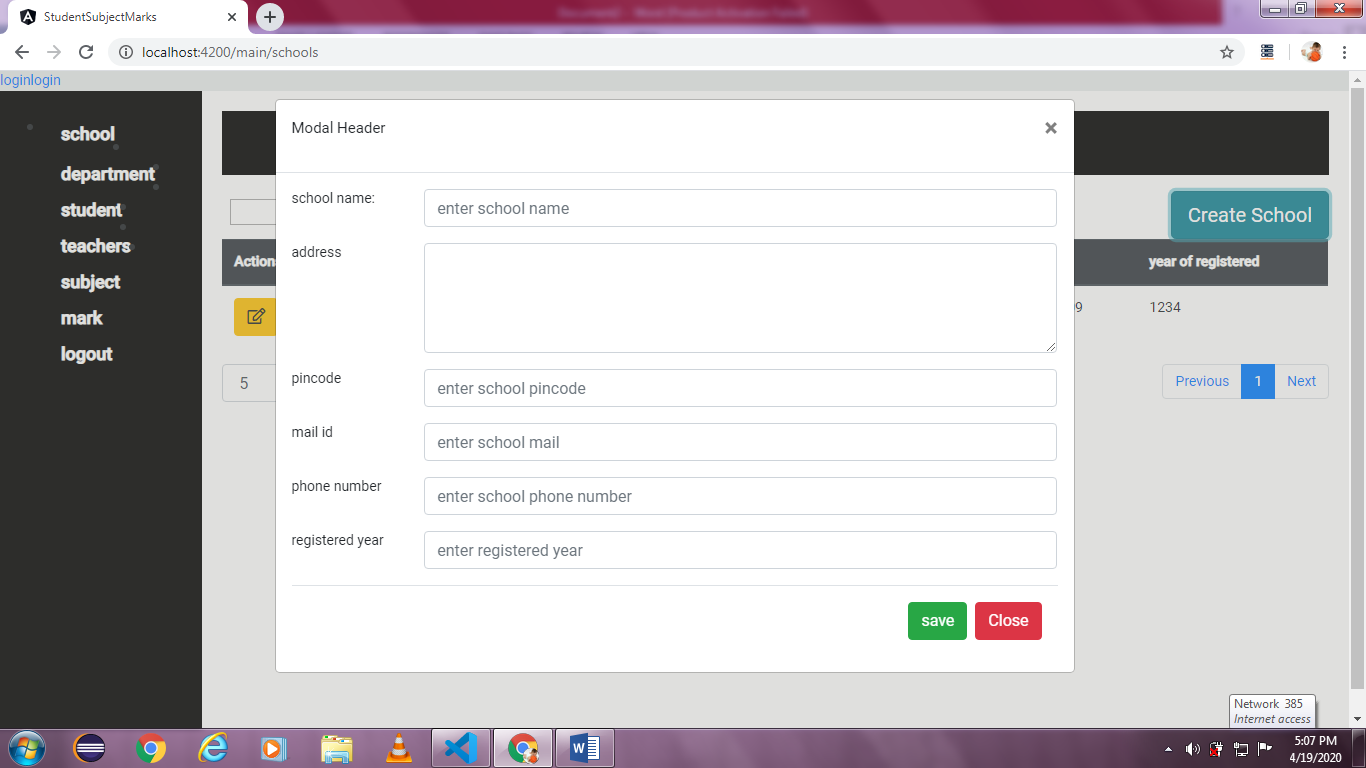 StudentSubjectMarks
localhost:4200/main/schools
loginlogin
school
department
student
teachers
subject
mark
logout
Modal Header
×
school name:
enter school name
address
pincode
enter school pincode
mail id
enter school mail
phone number
enter school phone number
registered year
enter registered year
save
Close
Create School
Action
year of registered
9
1234
5
Previous
1
Next
Network 385
Internet access
5:07 PM
4/19/2020